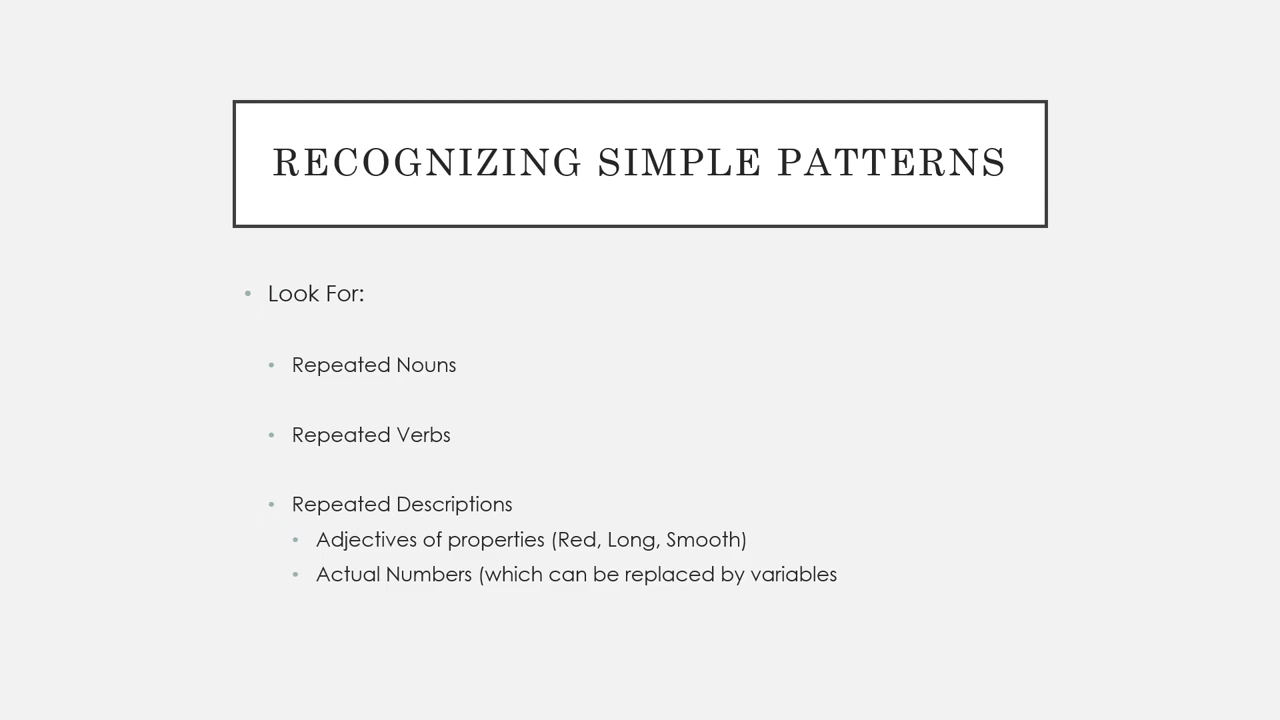 RECOGNIZING SIMPLE PATTERNS
• Look For:
• Repeated Nouns
• Repeated Verbs
• Repeated Descriptions
• Adjectives of properties (Red, Long, Smooth)
• Actual Numbers (which can be replaced by variables